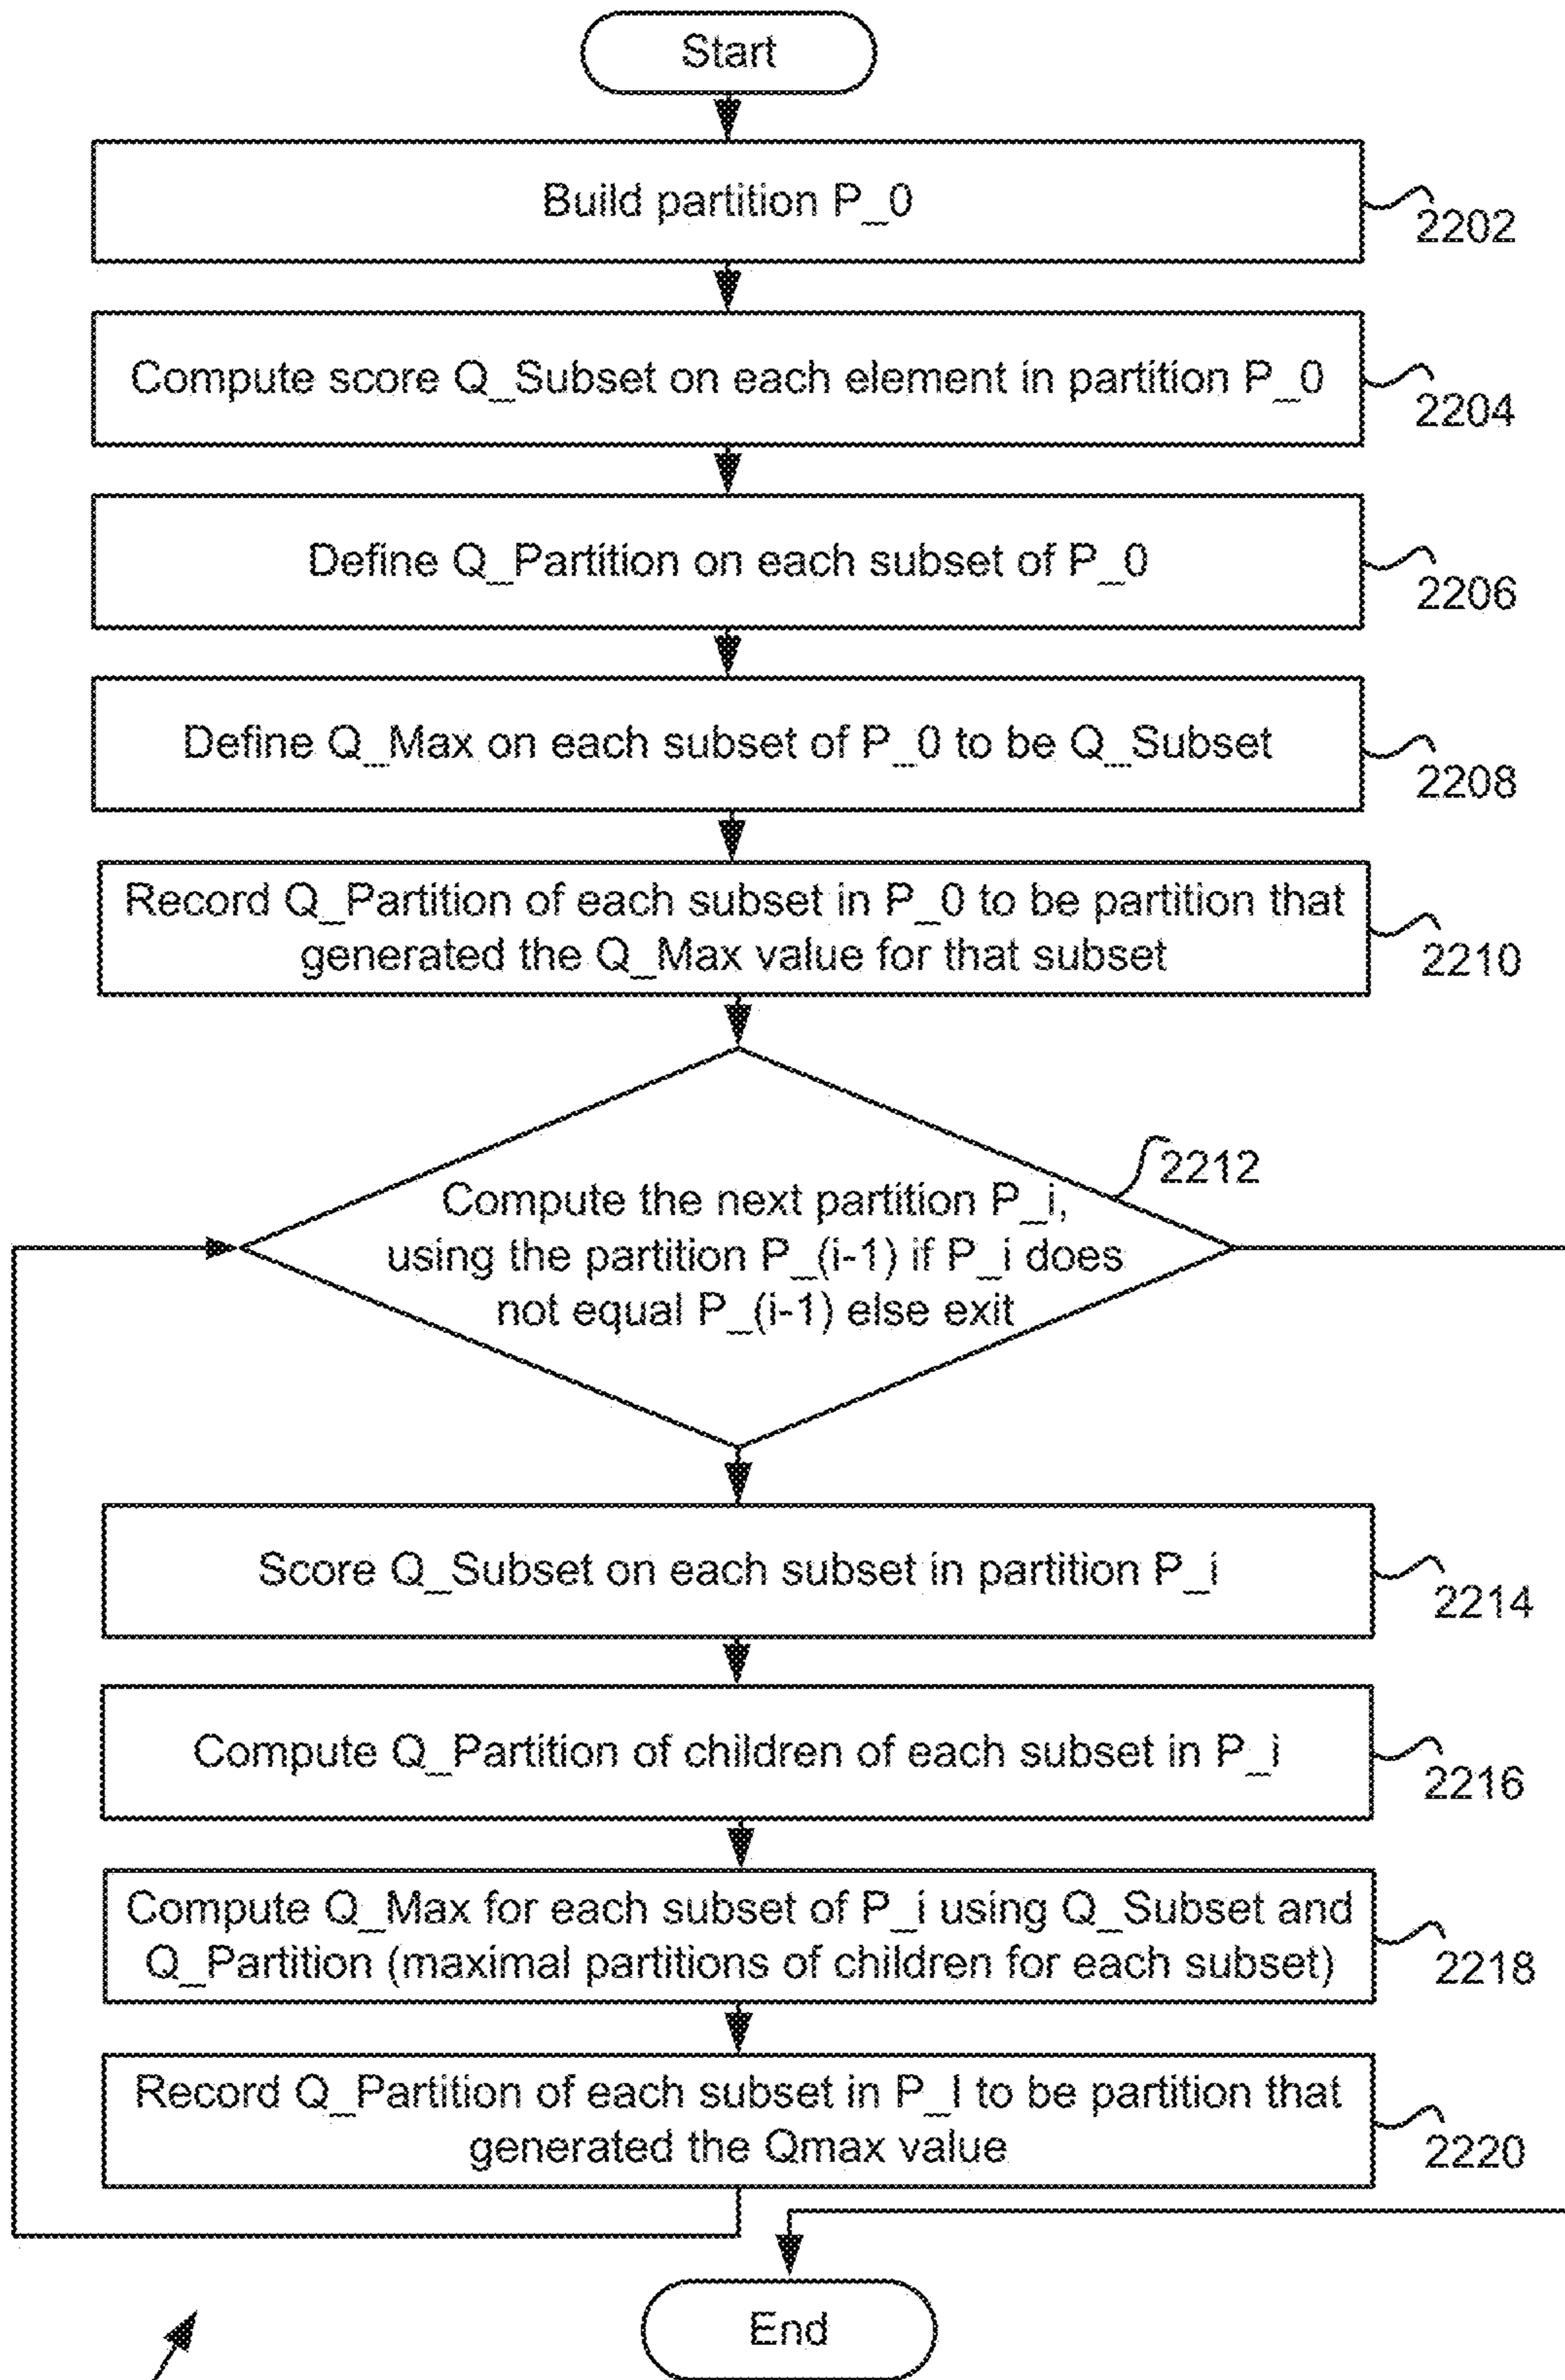 Start
Build partition P_0
2202
Compute score Q_Subset on each element in partition P_0
2204
Define Q_Partition on each subset of P_0
2206
Define Q_Max on each subset of P_0 to be Q_Subset
2208
Record Q_Partition of each subset in P_0 to be partition that
generated the Q_Max value for that subset
2210
2212
Compute the next partition P_i,
using the partition P_(i-1) if P_i does
not equal P_(i-1) else exit
Score Q_Subset on each subset in partition P_i
2214
Compute Q_Partition of children of each subset in P_i
2216
Compute Q_Max for each subset of P_i using Q_Subset and
Q_Partition (maximal partitions of children for each subset)
2218
Record Q_Partition of each subset in P_I to be partition that
generated the Qmax value
2220
End